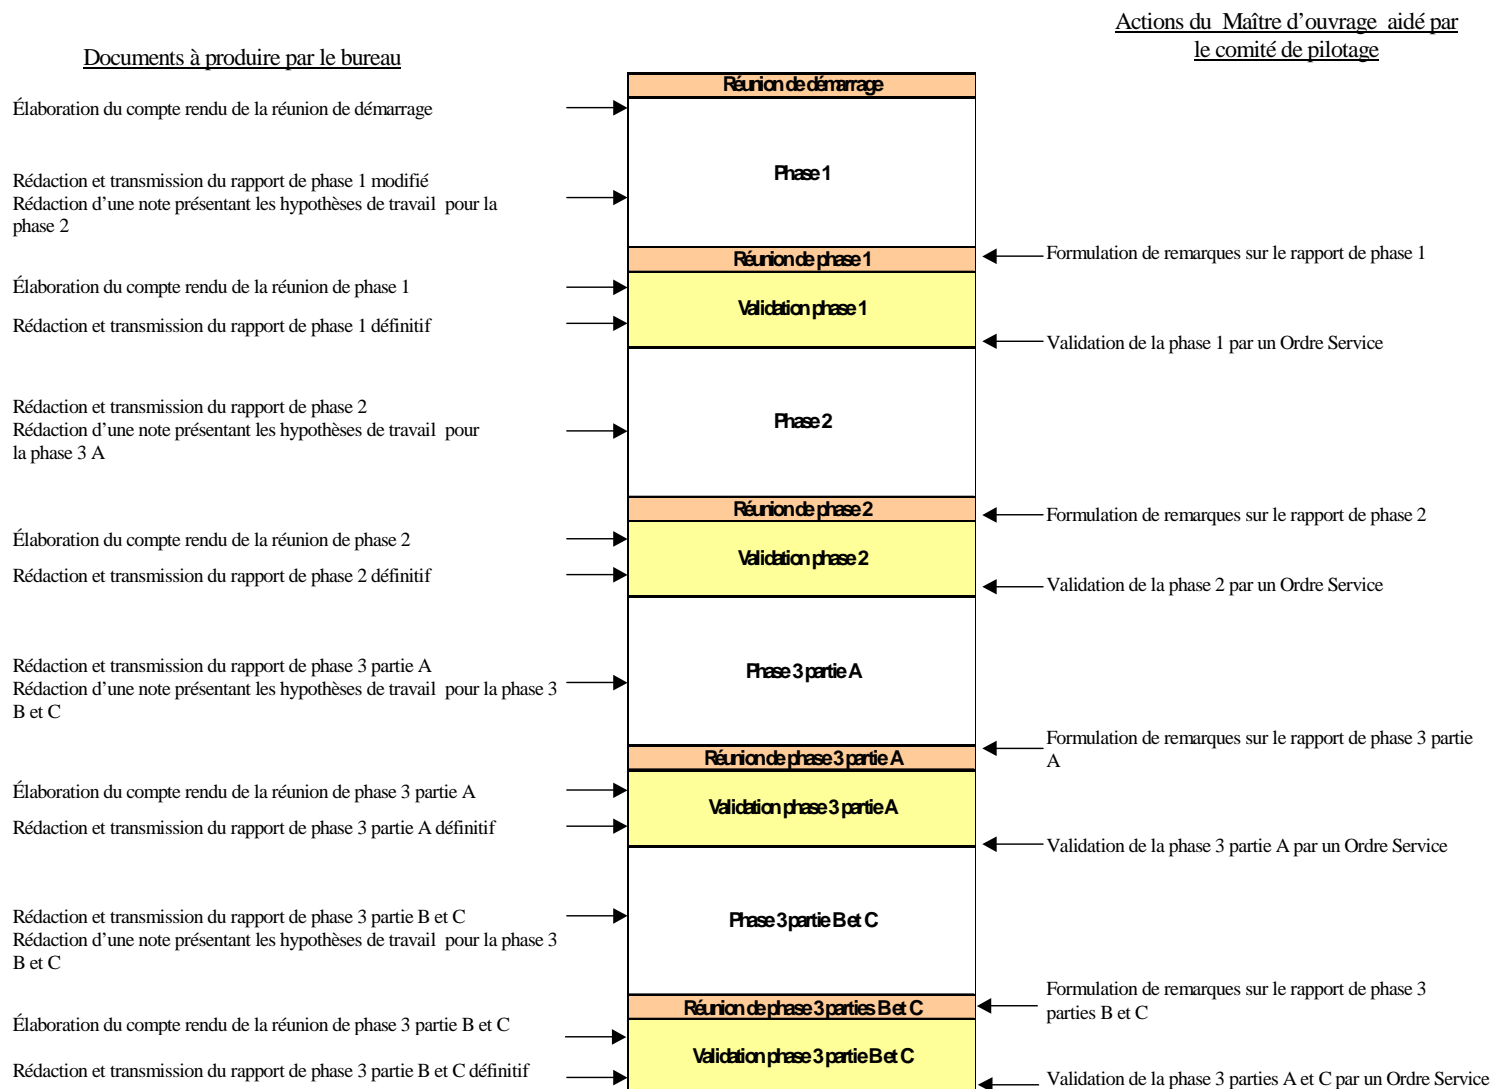 Actions du Maître d'ouvrage aidé par
le comité de pilotage
Documents à produire par le bureau
Réunion de démarrage
Élaboration du compte rendu de la réunion de démarrage
Phase 1
Rédaction et transmission du rapport de phase 1 modifié
Rédaction d'une note présentant les hypothèses de travail pour la
phase 2
Réunion de phase 1
Formulation de remarques sur le rapport de phase 1
Élaboration du compte rendu de la réunion de phase 1
Validation phase 1
Rédaction et transmission du rapport de phase 1 définitif
Validation de la phase 1 par un Ordre Service
Rédaction et transmission du rapport de phase 2
Rédaction d'une note présentant les hypothèses de travail pour
la phase 3 A
Phase 2
Réunion de phase 2
Formulation de remarques sur le rapport de phase 2
Élaboration du compte rendu de la réunion de phase 2
Validation phase 2
Rédaction et transmission du rapport de phase 2 définitif
Validation de la phase 2 par un Ordre Service
Rédaction et transmission du rapport de phase 3 partie A
Rédaction d'une note présentant les hypothèses de travail pour la phase 3
B et C
Phase 3 partie A
Réunion de phase 3 partie A
Formulation de remarques sur le rapport de phase 3 partie
A
Élaboration du compte rendu de la réunion de phase 3 partie A
Validation phase 3 partie A
Rédaction et transmission du rapport de phase 3 partie A définitif
Validation de la phase 3 partie A par un Ordre Service
Rédaction et transmission du rapport de phase 3 partie B et C
Rédaction d'une note présentant les hypothèses de travail pour la phase 3
B et C
Phase 3 partie B et C
Réunion de phase 3 parties B et C
Formulation de remarques sur le rapport de phase 3
parties B et C
Élaboration du compte rendu de la réunion de phase 3 partie B et C
Validation phase 3 partie B et C
Rédaction et transmission du rapport de phase 3 partie B et C définitif
Validation de la phase 3 parties A et C par un Ordre Service